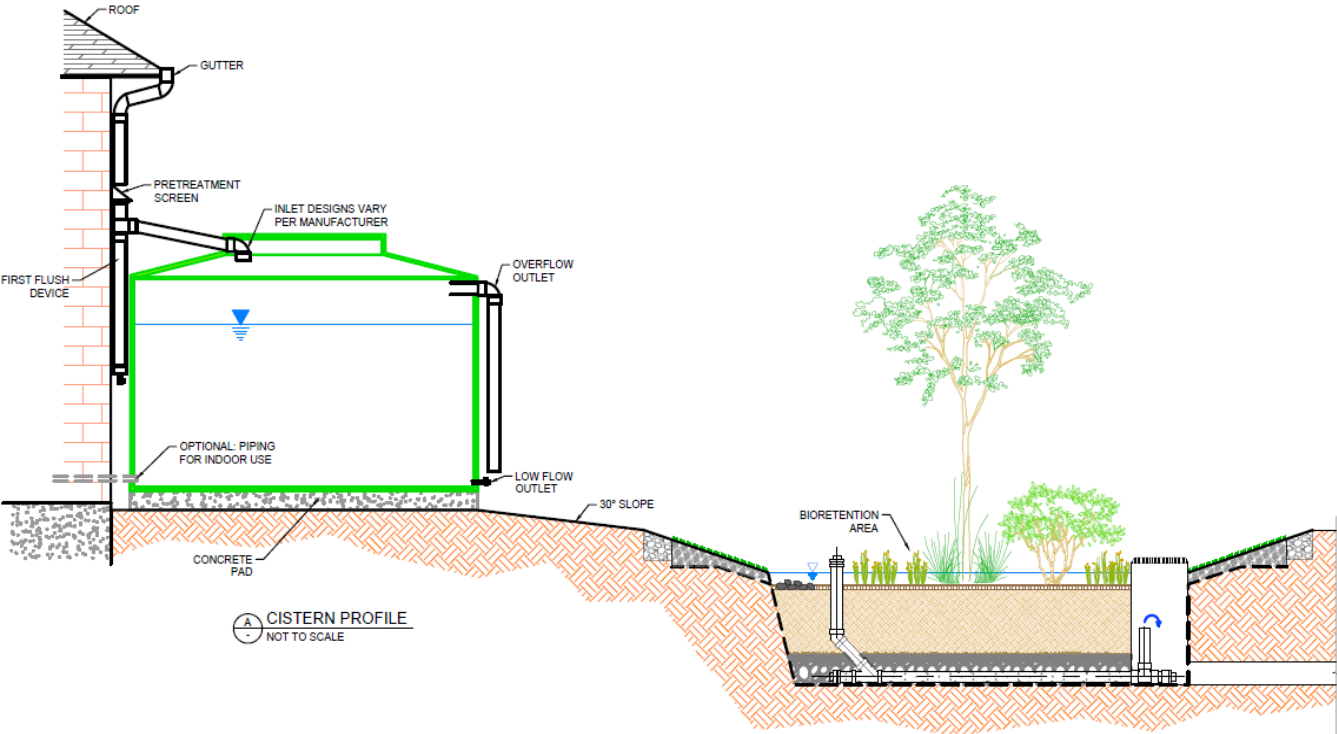 ROOF
GUTTER
PRETREATMENT
SCREEN
INLET DESIGNS VARY
PER MANUFACTURER
OVERFLOW
OUTLET
FIRST FLUSH
DEVICE
OPTIONAL: PIPING
FOR INDOOR USE
LOW FLOW
OUTLET
30° SLOPE
BIORETENTION
AREA
CONCRETE
PAD
A
-
CISTERN PROFILE
NOT TO SCALE